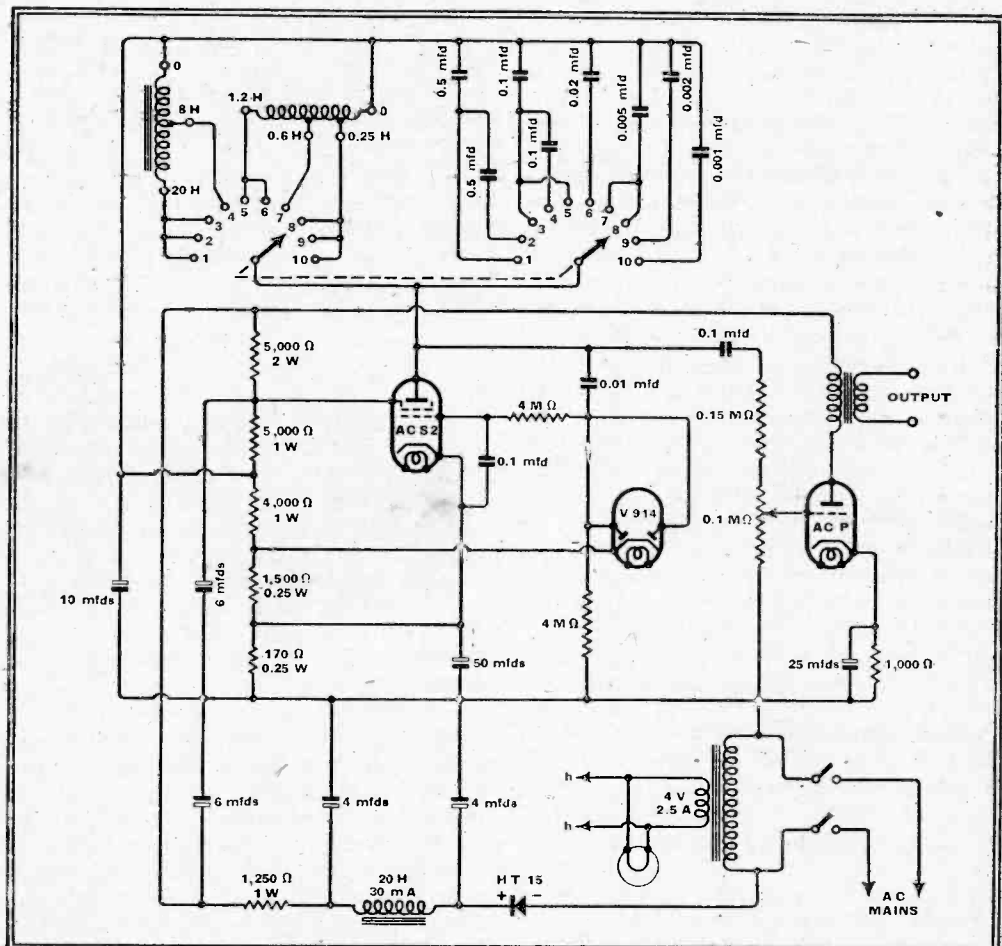 0
8 H
20 H
1.2 H
0
0.6 H
0.25 H
4
5
6
7
3
8
2
9
1
10
0.5 mfd
0.1 mfd
0.02 mfd
0.005 mfd
0.002 mfd
0.001 mfd
0.5 mfd
0.1 mfd
4
5
6
7
3
8
2
9
1
10
5,000 Ω
2 W
5,000 Ω
1 W
4,000 Ω
1 W
1,500 Ω
0.25 W
170 Ω
0.25 W
10 mfds
6 mfds
AC S2
4 MΩ
0.1 mfd
0.01 mfd
0.1 mfd
0.15 MΩ
0.1 MΩ
V 914
4 MΩ
OUTPUT
AC P
50 mfds
25 mfds
1,000 Ω
6 mfds
4 mfds
4 mfds
h
h
4 V
2.5 A
1,250 Ω
1 W
20 H
30 mA
HT 15
+
−
AC
MAINS